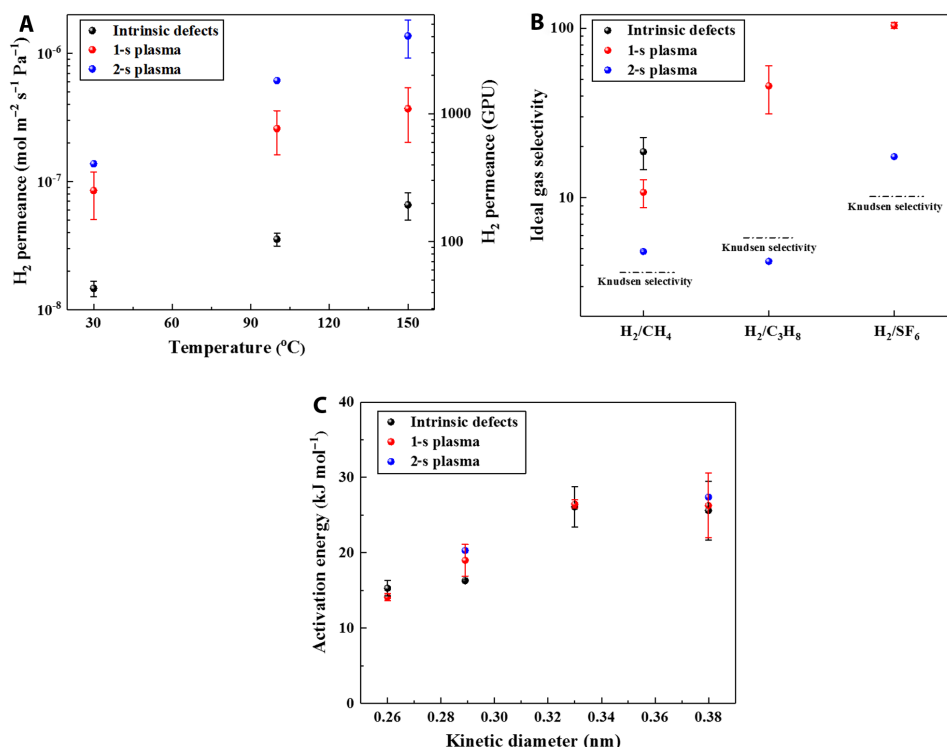 A
Intrinsic defects
1-s plasma
2-s plasma
H₂ permeance (mol m⁻² s⁻¹ Pa⁻¹)
10⁻⁶
10⁻⁷
10⁻⁸
1000
100
H₂ permeance (GPU)
30 60 90 120 150
Temperature (°C)
B
Intrinsic defects
1-s plasma
2-s plasma
Ideal gas selectivity
100
10
Knudsen selectivity
Knudsen selectivity
Knudsen selectivity
H₂/CH₄ H₂/C₃H₈ H₂/SF₆
C
Intrinsic defects
1-s plasma
2-s plasma
Activation energy (kJ mol⁻¹)
40
30
20
10
0
0.26 0.28 0.30 0.32 0.34 0.36 0.38
Kinetic diameter (nm)